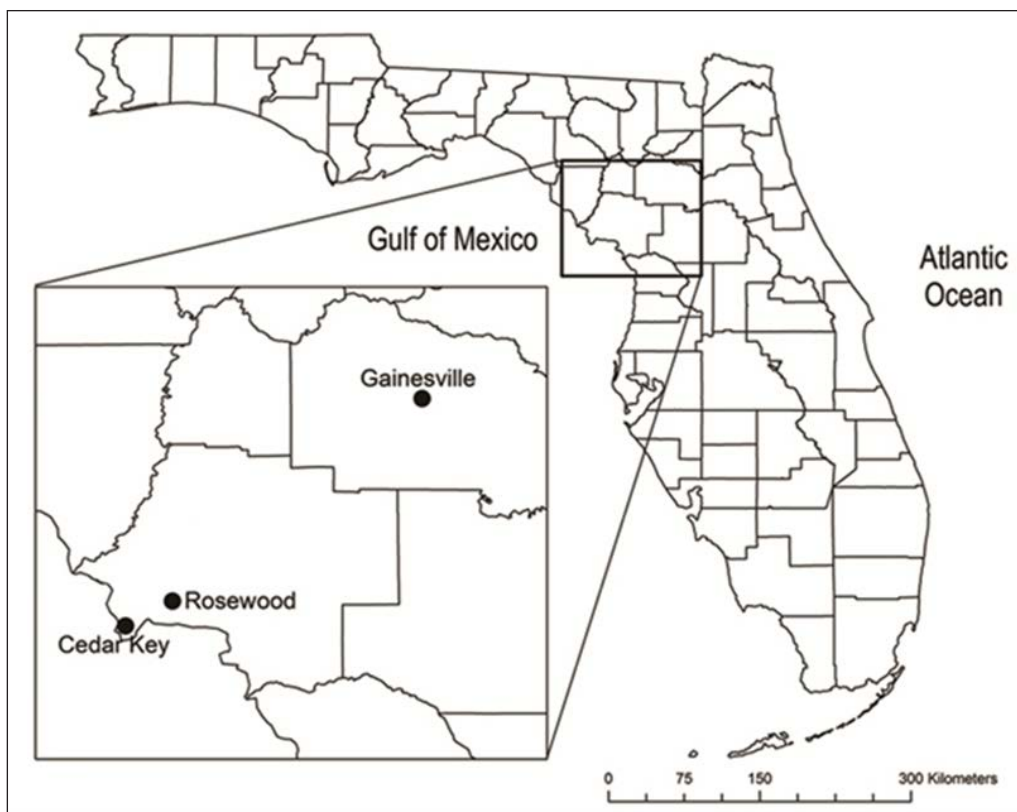 Gulf of Mexico
Atlantic
Ocean
Gainesville
Rosewood
Cedar Key
0 75 150 300 Kilometers